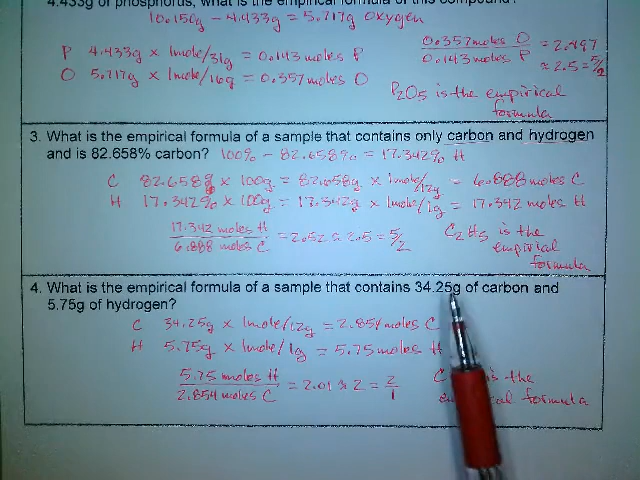 4.433g of phosphorus, what is the empirical formula of this compound?
10.150g - 4.433g = 5.717g oxygen
P 4.433g x 1mole/31g = 0.143 moles P
O 5.717g x 1mole/16g = 0.357 moles O
0.357 moles O
0.143 moles P
= 2.497
≈ 2.5 = 5/2
P2O5 is the empirical
formula
3. What is the empirical formula of a sample that contains only carbon and hydrogen
and is 82.658% carbon? 100% - 82.658% = 17.342% H
C 82.658% x 100g = 82.658g x 1mole/12g = 6.888 moles C
H 17.342% x 100g = 17.342g x 1mole/1g = 17.342 moles H
17.342 moles H
6.888 moles C
= 2.52 ≈ 2.5 = 5/2
C2H5 is the
empirical
formula
4. What is the empirical formula of a sample that contains 34.25g of carbon and
5.75g of hydrogen?
C 34.25g x 1mole/12g = 2.854 moles C
H 5.75g x 1mole/1g = 5.75 moles H
5.75 moles H
2.854 moles C
= 2.01 ≈ 2 = 2/1
C is the
formula